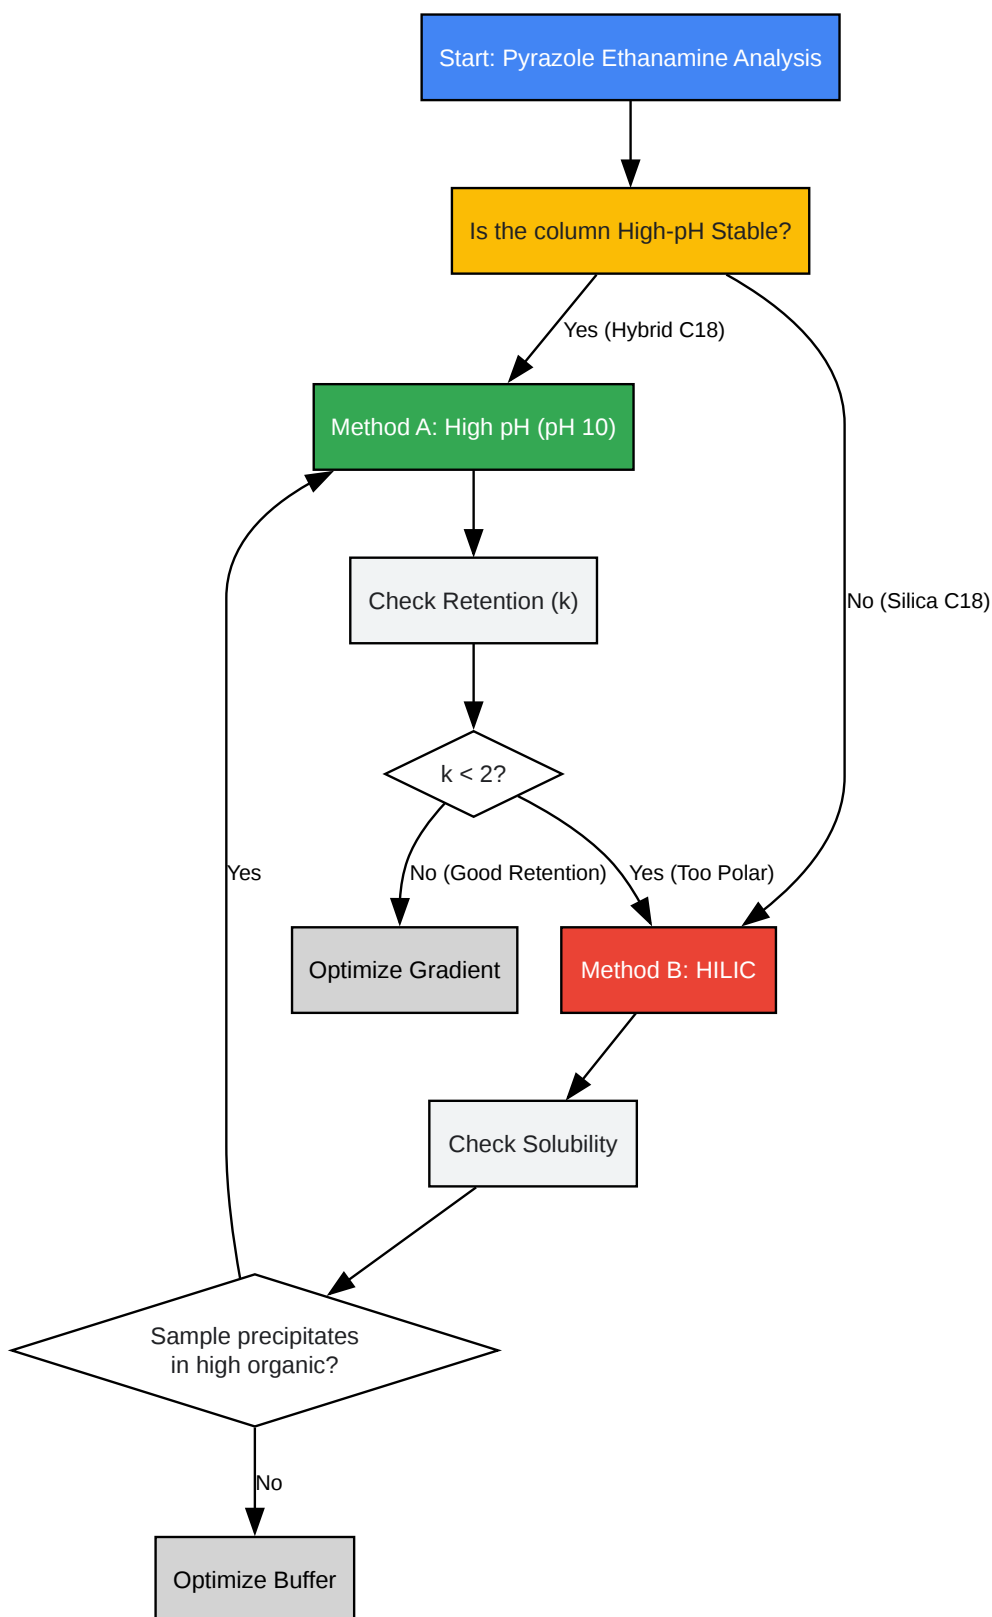 Start: Pyrazole Ethanamine Analysis
Is the column High-pH Stable?
Yes (Hybrid C18)
Method A: High pH (pH 10)
Check Retention (k)
No (Silica C18)
k < 2?
Yes
No (Good Retention)
Yes (Too Polar)
Optimize Gradient
Method B: HILIC
Check Solubility
Sample precipitates
in high organic?
No
Optimize Buffer